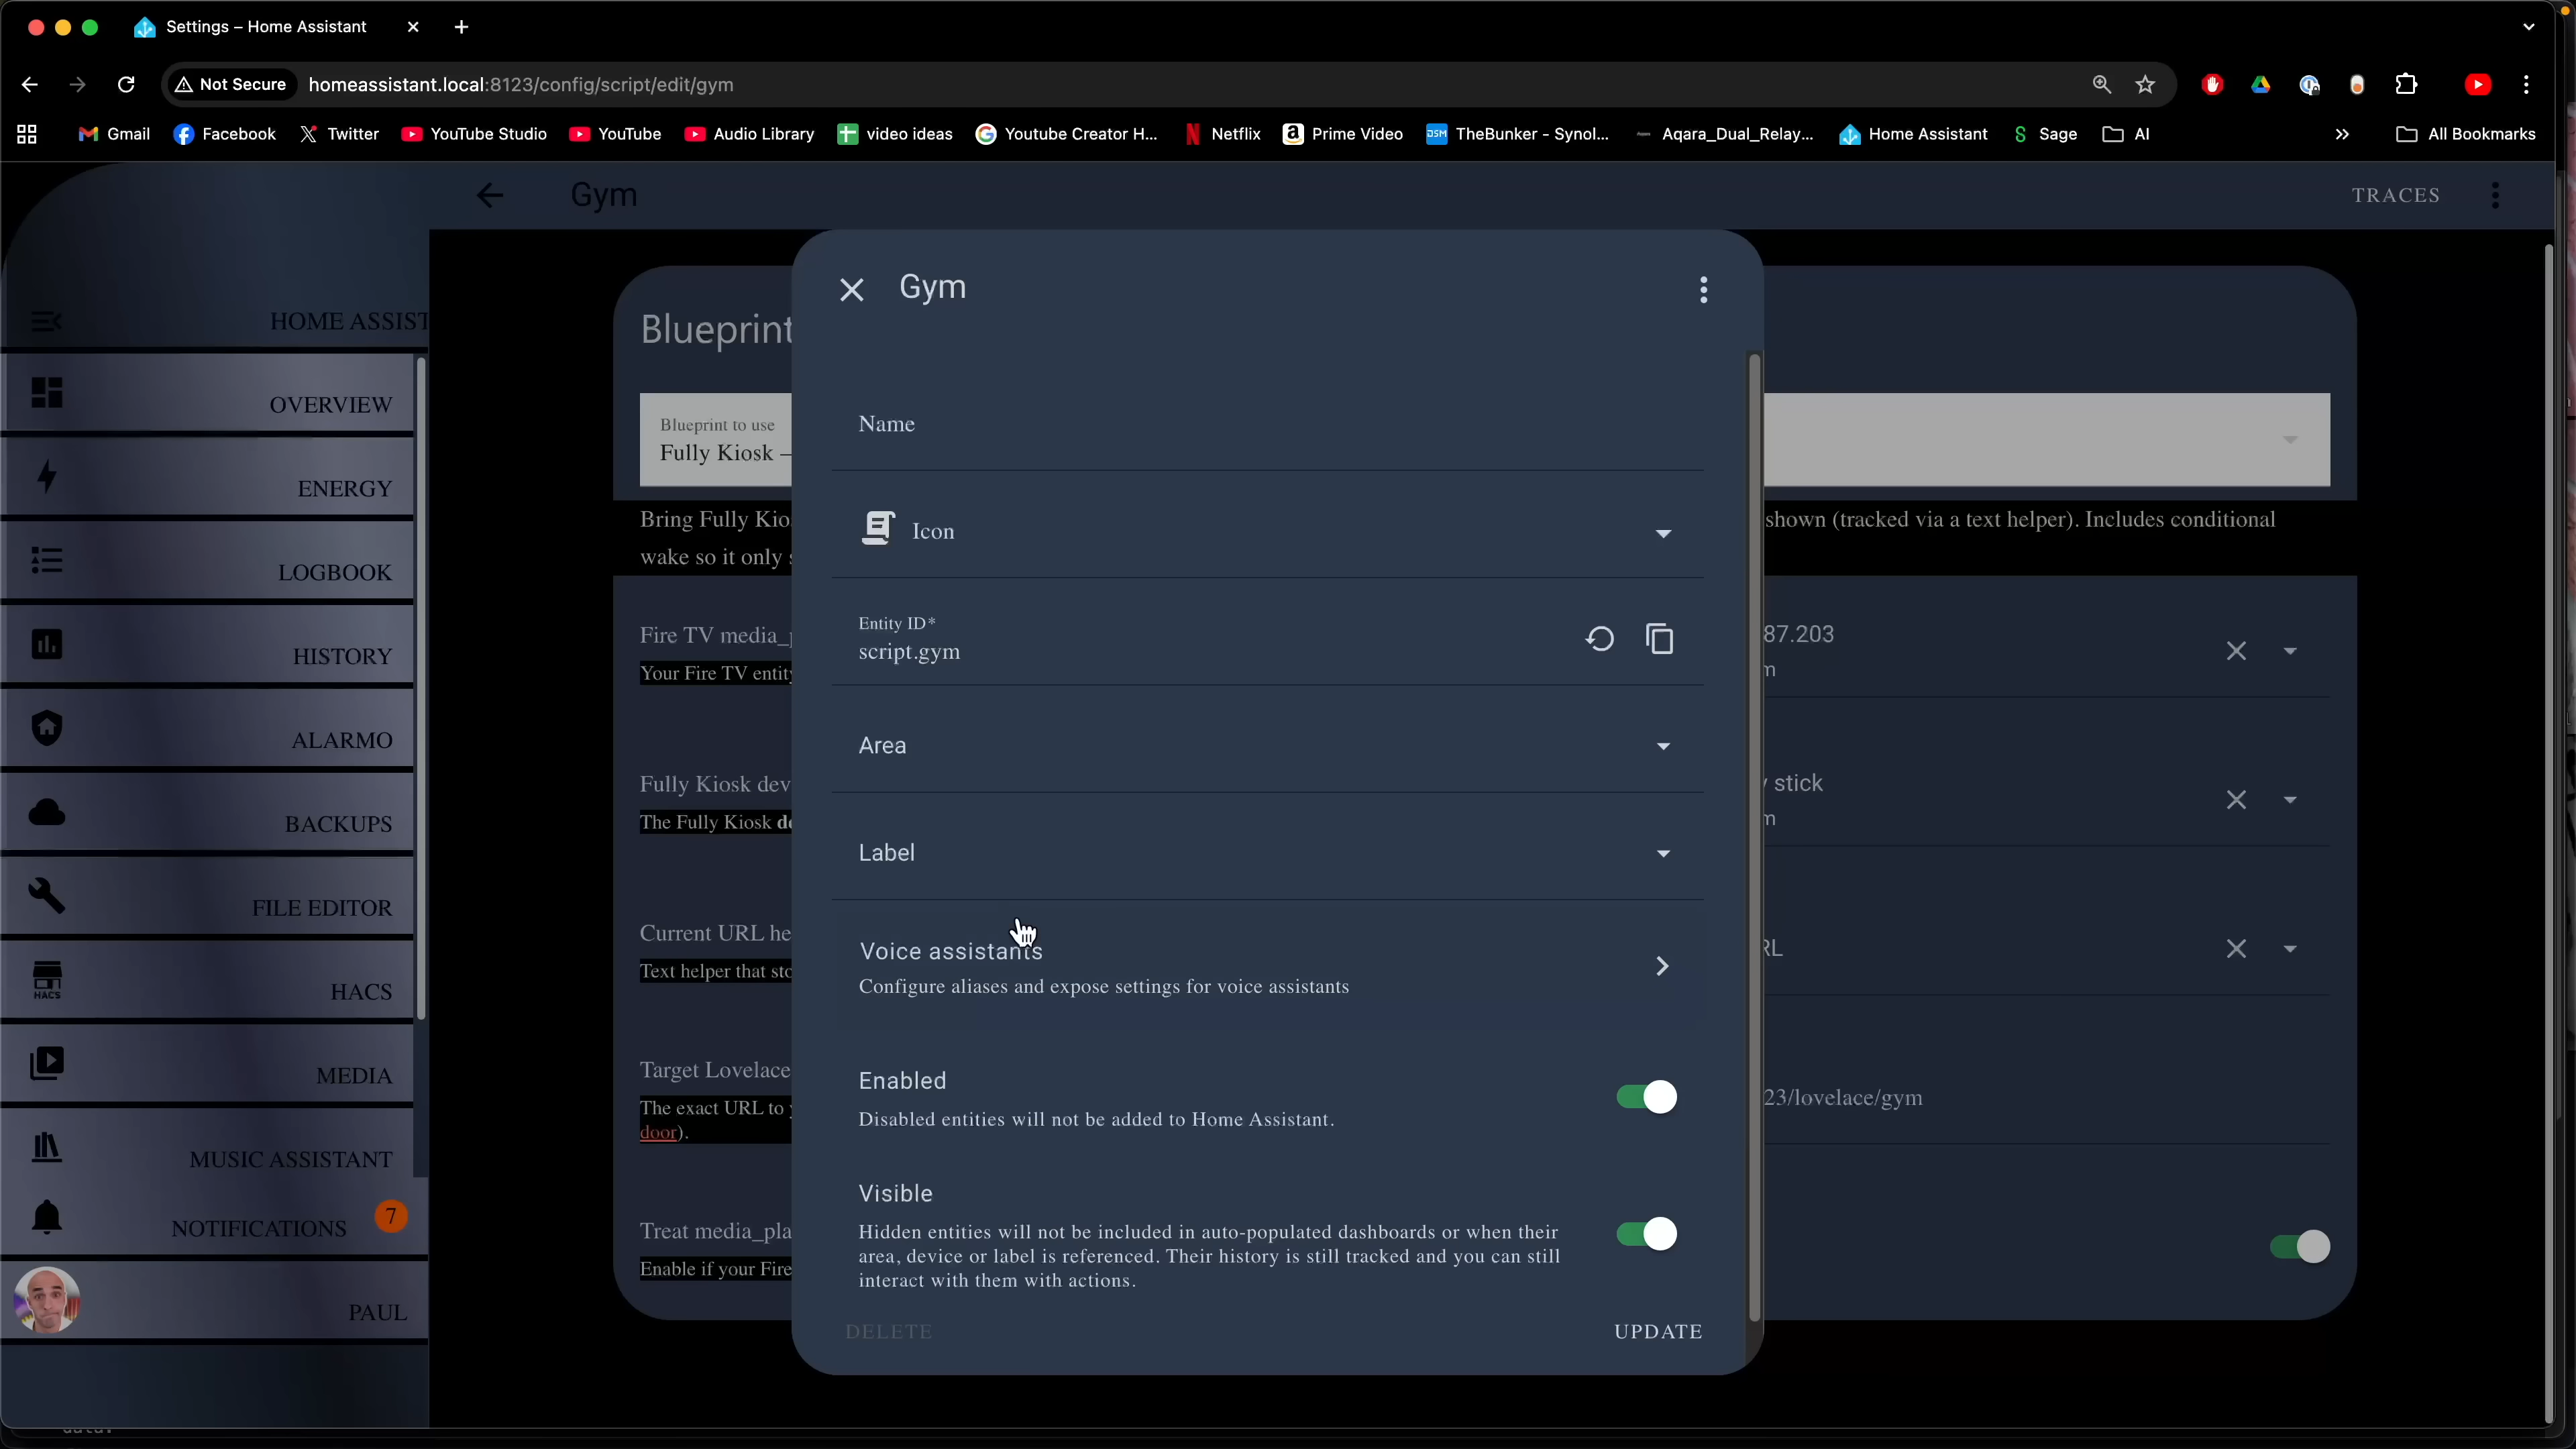 Settings – Home Assistant
Not Secure
homeassistant.local:8123/config/script/edit/gym
Gmail
Facebook
Twitter
YouTube Studio
YouTube
Audio Library
video ideas
Youtube Creator H...
Netflix
Prime Video
DSM
TheBunker - Synol...
Aqara_Dual_Relay...
Home Assistant
Sage
AI
All Bookmarks
Gym
TRACES
HOME ASSIST
OVERVIEW
ENERGY
LOGBOOK
HISTORY
ALARMO
BACKUPS
FILE EDITOR
HACS
HACS
MEDIA
MUSIC ASSISTANT
NOTIFICATIONS
7
PAUL
Blueprint
Blueprint to use
Fully Kiosk –
Bring Fully Kio
wake so it only
shown (tracked via a text helper). Includes conditional
Fire TV media_p
Your Fire TV entity
87.203
m
Fully Kiosk dev
The Fully Kiosk de
stick
m
Current URL he
Text helper that sto
RL
Target Lovelace
The exact URL to y
door).
23/lovelace/gym
Treat media_pla
Enable if your Fire
Gym
Name
Icon
Entity ID*
script.gym
Area
Label
Voice assistants
Configure aliases and expose settings for voice assistants
Enabled
Disabled entities will not be added to Home Assistant.
Visible
Hidden entities will not be included in auto-populated dashboards or when their
area, device or label is referenced. Their history is still tracked and you can still
interact with them with actions.
DELETE
UPDATE